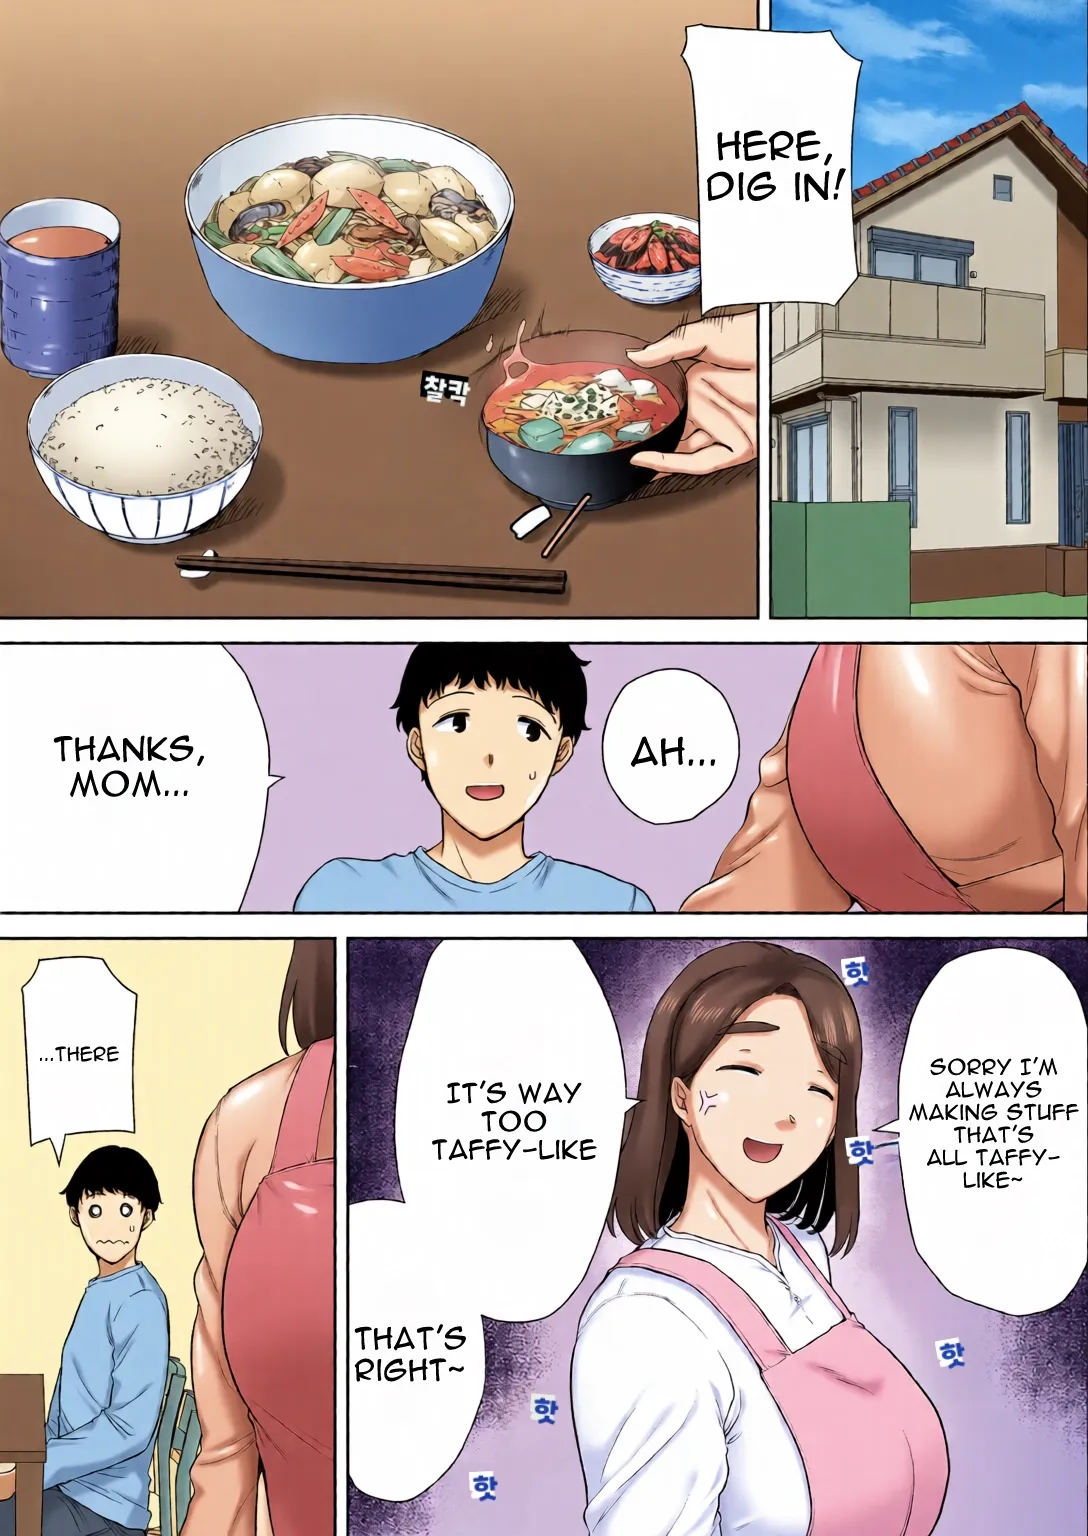 HERE,
DIG IN!
찰칵
AH...
THANKS,
MOM...
...THERE
SORRY I'M
ALWAYS
MAKING STUFF
THAT'S
ALL TAFFY-
LIKE~
IT'S WAY
TOO
TAFFY-LIKE
THAT'S
RIGHT~
핫
핫
핫
핫
핫